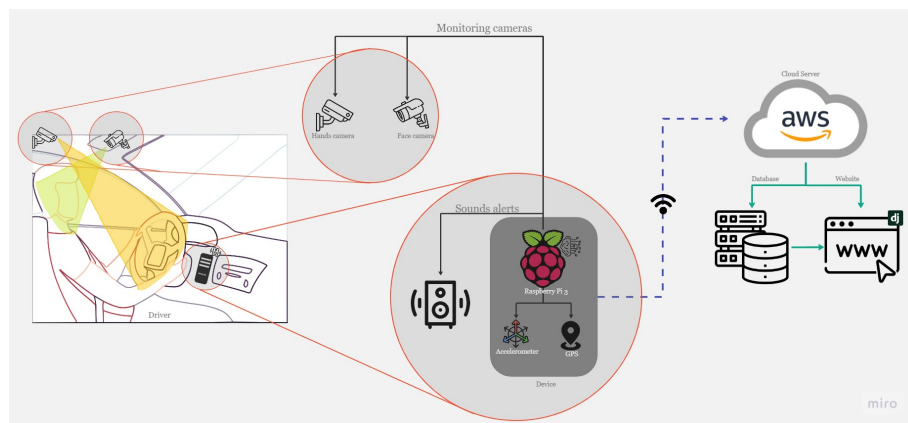 Monitoring cameras
Hands camera
Face camera
Cloud Server
aws
Database
Website
dj
WWW
Sounds alerts
Raspberry Pi 3
Accelerometer
GPS
Device
Driver
miro